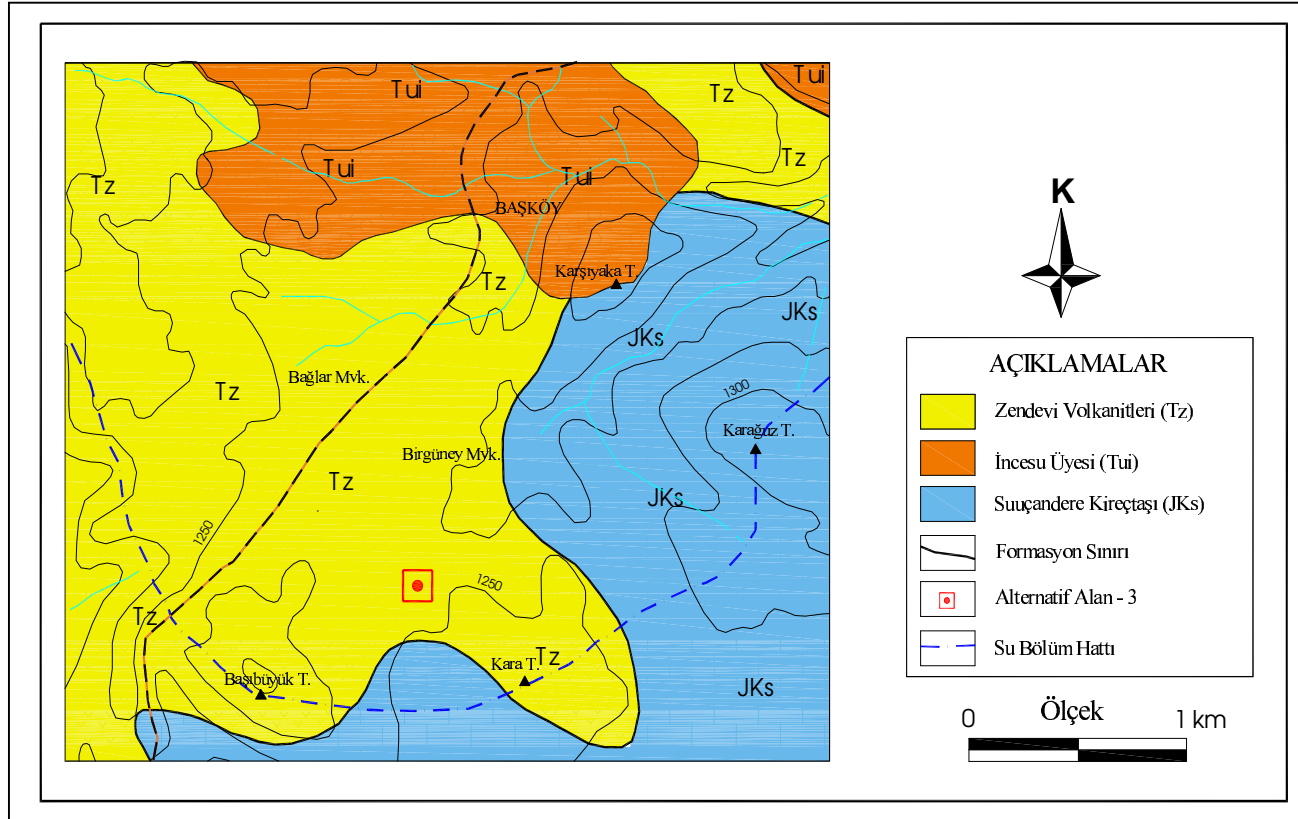 Tui
Tui
Tz
K
Tui
Tz
Tui
Tz
BAŞKÖY
Karşıyaka T.
Tz
JKs
JKs
AÇIKLAMALAR
Bağlar Mvk.
Tz
1300
Zendevi Volkanitleri (Tz)
Karağuz T.
Birgüney Mvk.
İncesu Üyesi (Tui)
Tz
JKs
Suuçandere Kireçtaşı (JKs)
1250
Formasyon Sınırı
1250
Alternatif Alan - 3
Tz
Su Bölüm Hattı
Tz
Kara T.
Başıbüyük T.
JKs
Ölçek
0 1 km